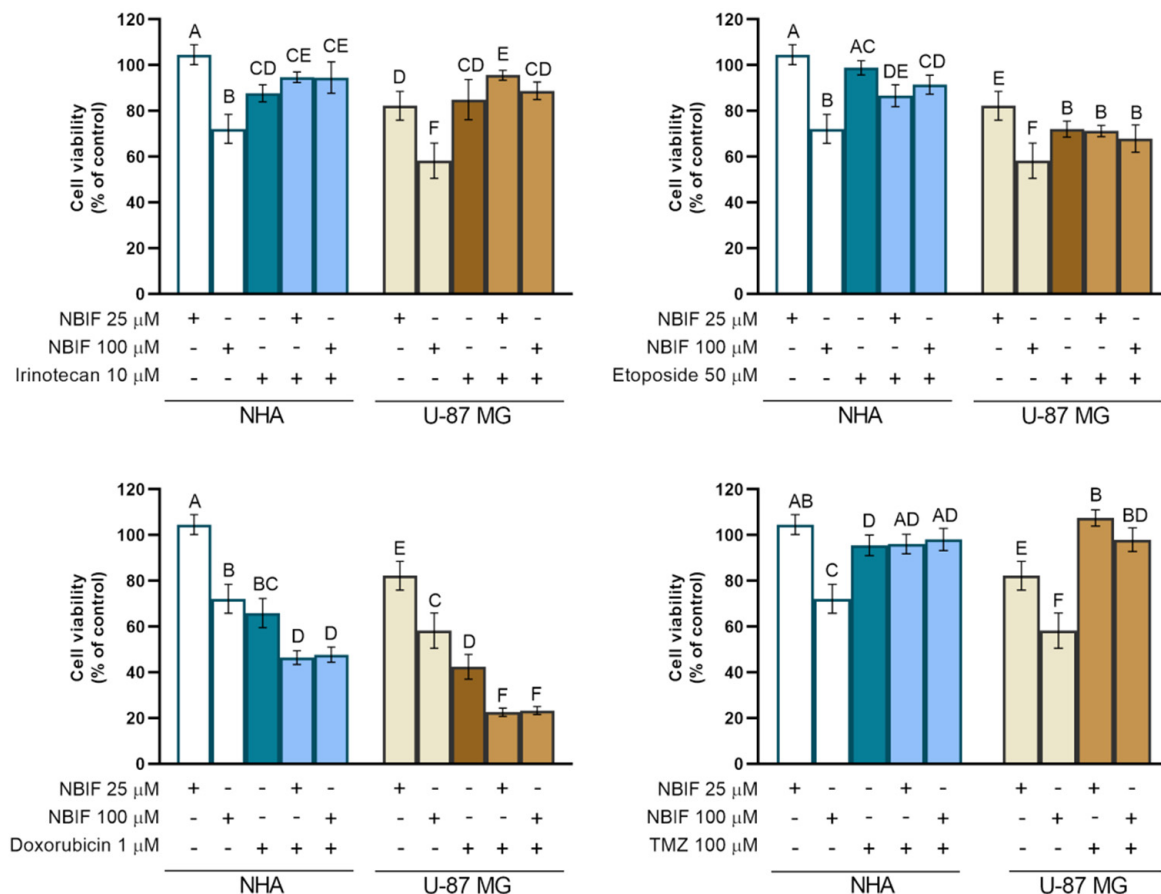 Cell viability
(% of control)
120
100
80
60
40
20
0
A
B
CD
CE
CE
D
F
CD
E
CD
NBIF 25 μM + - - + - + - - + -
NBIF 100 μM - + - - + - + - - +
Irinotecan 10 μM - - + + + - - + + +
NHA U-87 MG
Cell viability
(% of control)
120
100
80
60
40
20
0
A
B
AC
DE
CD
E
F
B
B
B
NBIF 25 μM + - - + - + - - + -
NBIF 100 μM - + - - + - + - - +
Etoposide 50 μM - - + + + - - + + +
NHA U-87 MG
Cell viability
(% of control)
120
100
80
60
40
20
0
A
B
BC
D
D
E
C
D
F
F
NBIF 25 μM + - - + - + - - + -
NBIF 100 μM - + - - + - + - - +
Doxorubicin 1 μM - - + + + - - + + +
NHA U-87 MG
Cell viability
(% of control)
120
100
80
60
40
20
0
AB
C
D
AD
AD
E
F
B
BD
NBIF 25 μM + - - + - + - + -
NBIF 100 μM - + - - + - + - +
TMZ 100 μM - - + + + - - + +
NHA U-87 MG